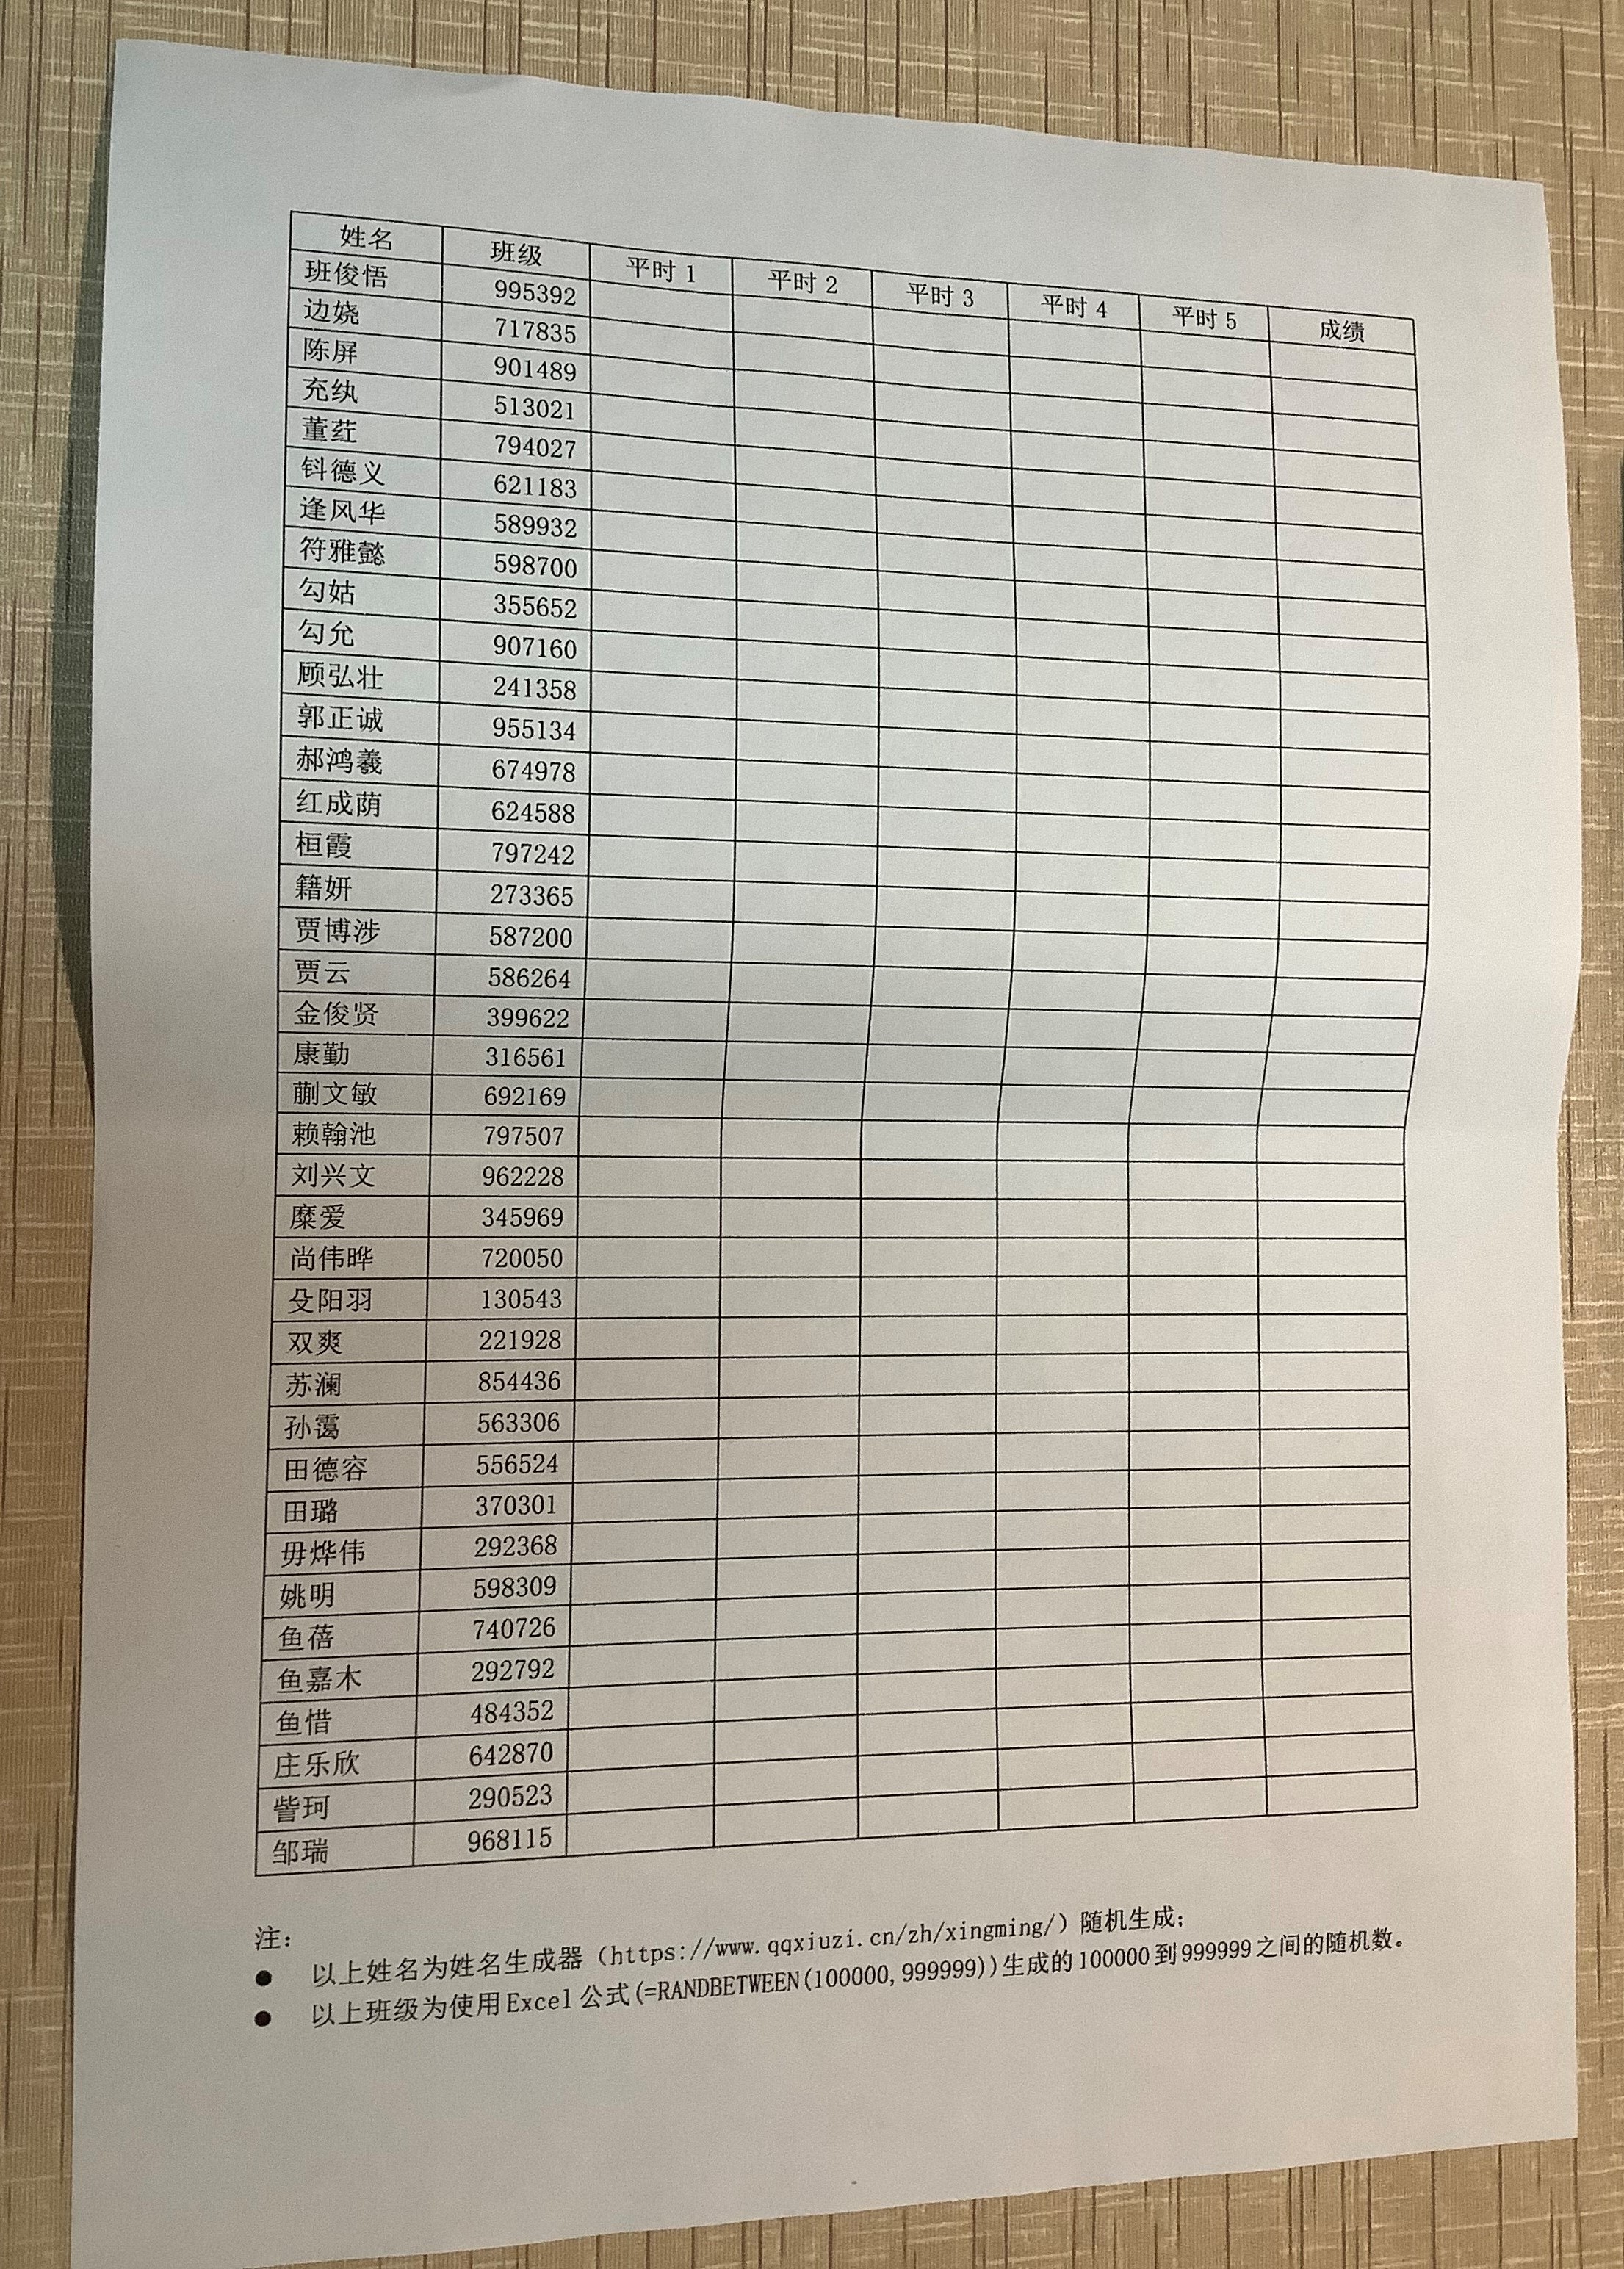 姓名 班级 平时1 平时2 平时3 平时4 平时5 成绩
班俊悟 995392
边娆 717835
陈屏 901489
充纨 513021
董荭 794027
钭德义 621183
逄风华 589932
符雅懿 598700
勾姑 355652
勾允 907160
顾弘壮 241358
郭正诚 955134
郝鸿羲 674978
红成荫 624588
桓霞 797242
籍妍 273365
贾博涉 587200
贾云 586264
金俊贤 399622
康勤 316561
蒯文敏 692169
赖翰池 797507
刘兴文 962228
糜爱 345969
尚伟晔 720050
殳阳羽 130543
双爽 221928
苏澜 854436
孙霭 563306
田德容 556524
田璐 370301
毋烨伟 292368
姚明 598309
鱼蓓 740726
鱼嘉木 292792
鱼惜 484352
庄乐欣 642870
訾珂 290523
邹瑞 968115
注：
● 以上姓名为姓名生成器（https://www.qqxiuzi.cn/zh/xingming/）随机生成；
● 以上班级为使用Excel公式(=RANDBETWEEN(100000,999999))生成的100000到999999之间的随机数。